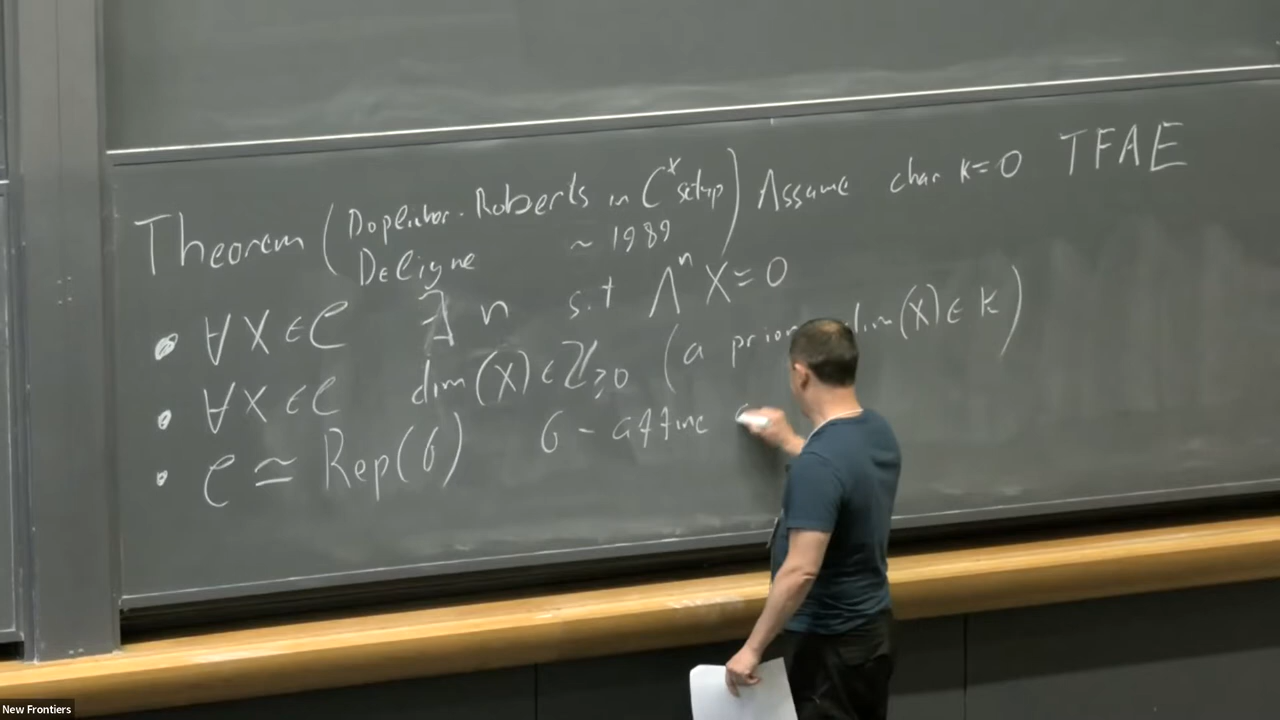 Theorem (Doplicher-Roberts in C* setup) Assume char k=0 TFAE
Deligne ~1989
• ∀X∈C ∃ n s.t Λⁿ X=0
• ∀X∈C dim(X)∈ℤ≥0 (a priori dim(X)∈k)
• C≃Rep(G) G-affine
New Frontiers